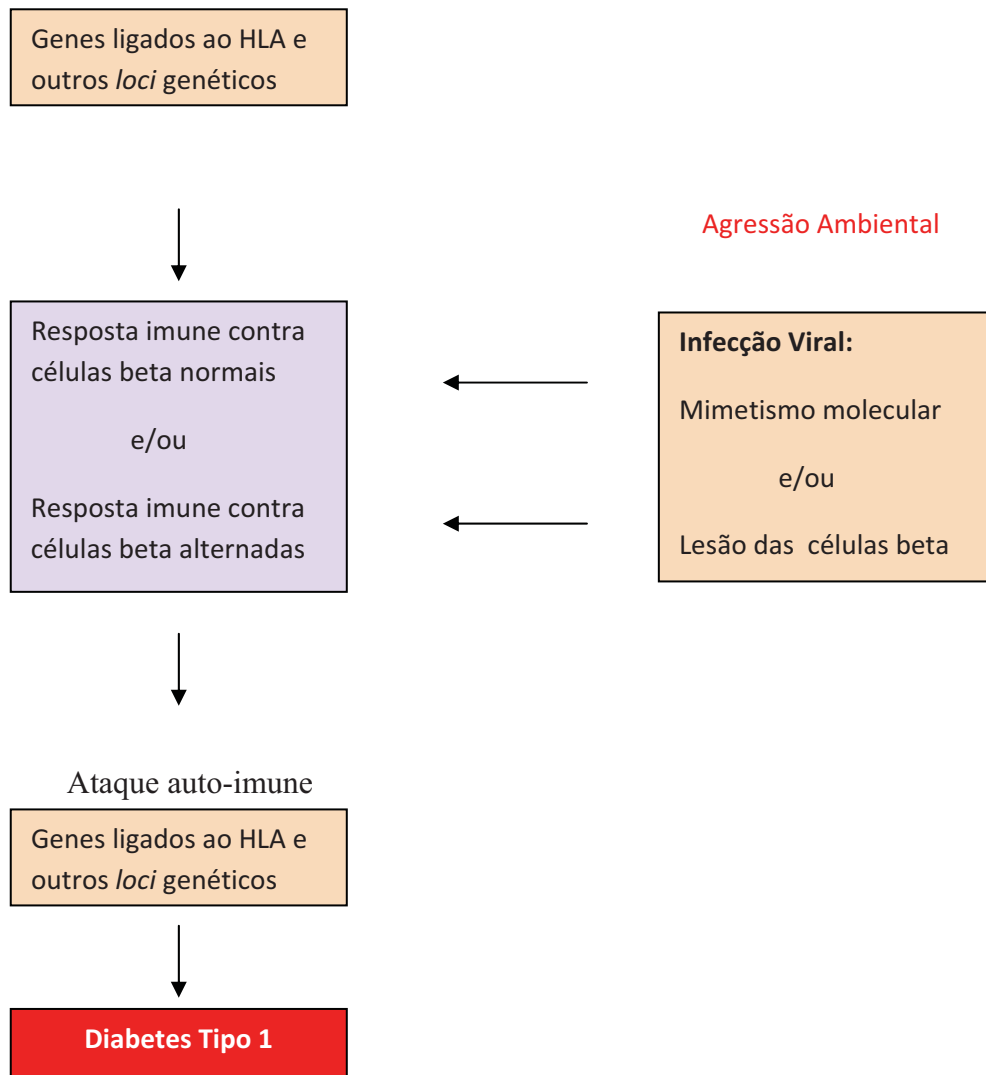 Genes ligados ao HLA e
outros loci genéticos
Agressão Ambiental
Resposta imune contra
células beta normais
e/ou
Resposta imune contra
células beta alternadas
Infecção Viral:
Mimetismo molecular
e/ou
Lesão das células beta
Ataque auto-imune
Genes ligados ao HLA e
outros loci genéticos
Diabetes Tipo 1